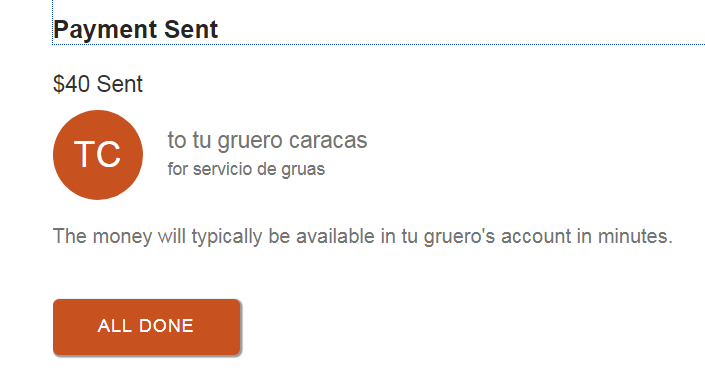 Payment Sent
$40 Sent
TC
to tu gruero caracas
for servicio de gruas
The money will typically be available in tu gruero's account in minutes.
ALL DONE